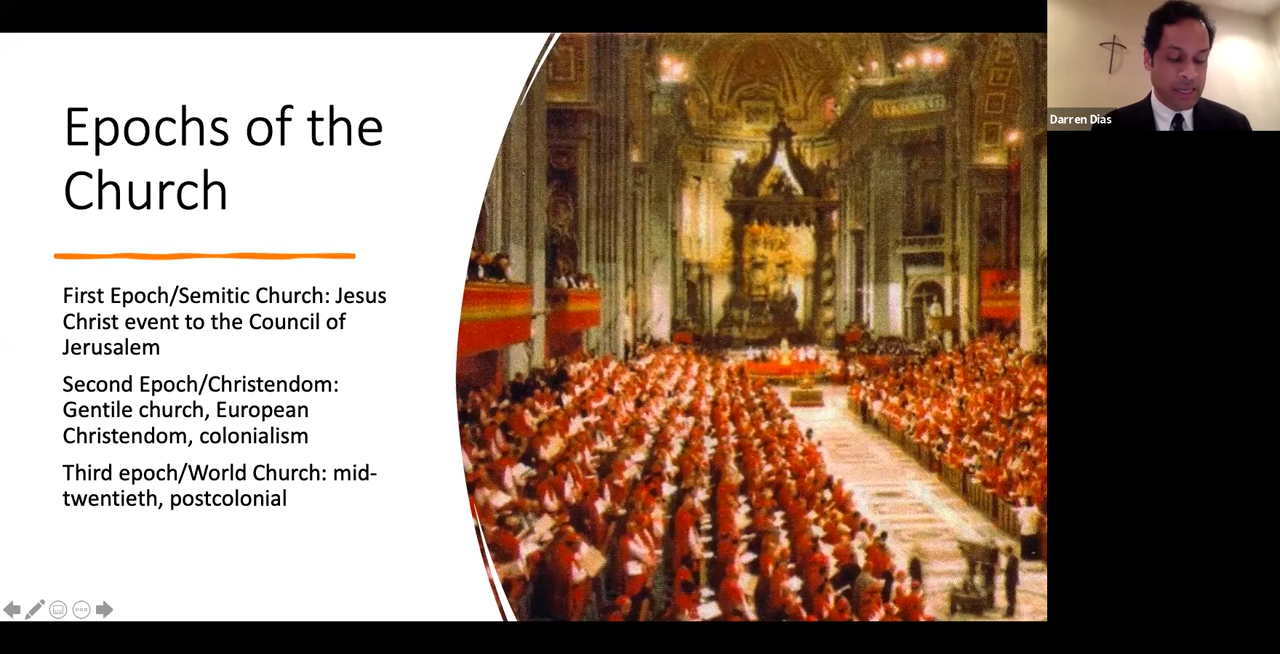 Epochs of the
Church
First Epoch/Semitic Church: Jesus
Christ event to the Council of
Jerusalem
Second Epoch/Christendom:
Gentile church, European
Christendom, colonialism
Third epoch/World Church: mid-
twentieth, postcolonial
Darren Dias